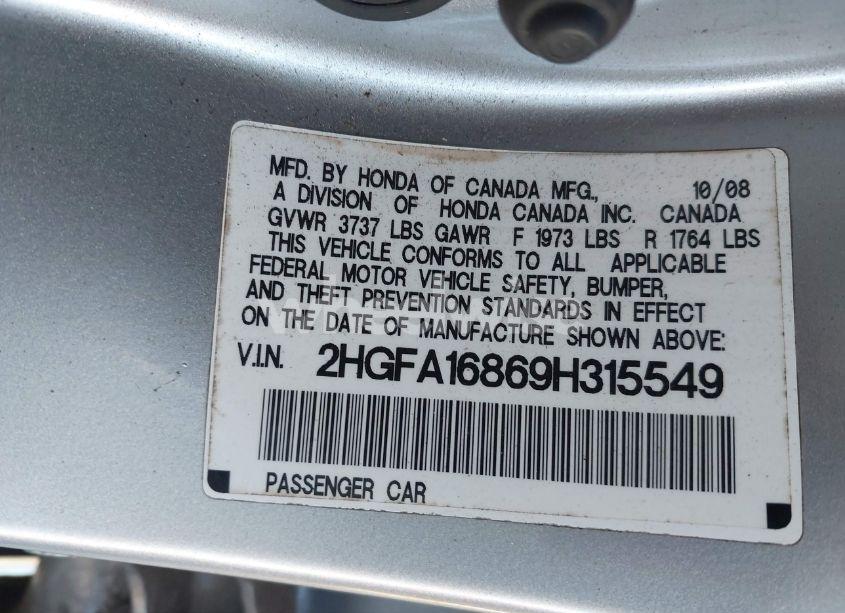 MFD. BY HONDA OF CANADA MFG., 10/08
A DIVISION OF HONDA CANADA INC. CANADA
GVWR 3737 LBS GAWR F 1973 LBS R 1764 LBS
THIS VEHICLE CONFORMS TO ALL APPLICABLE
FEDERAL MOTOR VEHICLE SAFETY, BUMPER,
AND THEFT PREVENTION STANDARDS IN EFFECT
ON THE DATE OF MANUFACTURE SHOWN ABOVE:
V.I.N. 2HGFA16869H315549
PASSENGER CAR